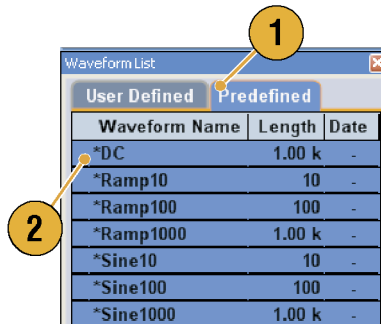 1
Waveform List
User Defined Predefined
Waveform Name Length Date
*DC 1.00 k -
*Ramp10 10 -
*Ramp100 100 -
*Ramp1000 1.00 k -
*Sine10 10 -
*Sine100 100 -
*Sine1000 1.00 k -
2